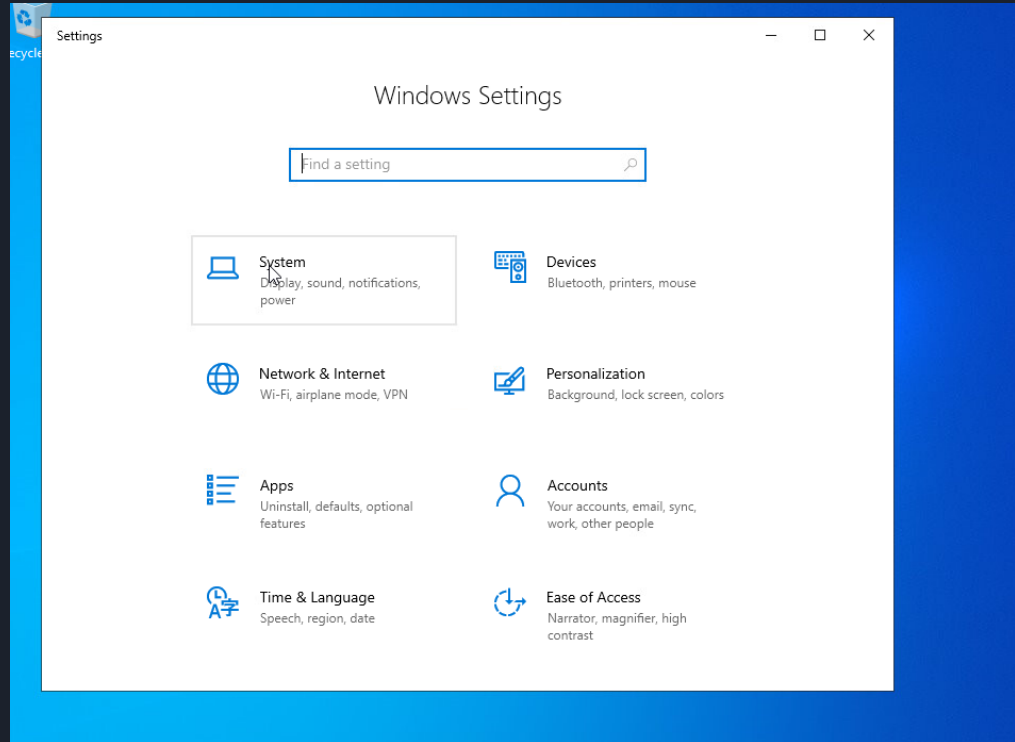 ecycle
Settings
Windows Settings
Find a setting
System
Display, sound, notifications,
power
Devices
Bluetooth, printers, mouse
Network & Internet
Wi-Fi, airplane mode, VPN
Personalization
Background, lock screen, colors
Apps
Uninstall, defaults, optional
features
Accounts
Your accounts, email, sync,
work, other people
Time & Language
Speech, region, date
Ease of Access
Narrator, magnifier, high
contrast